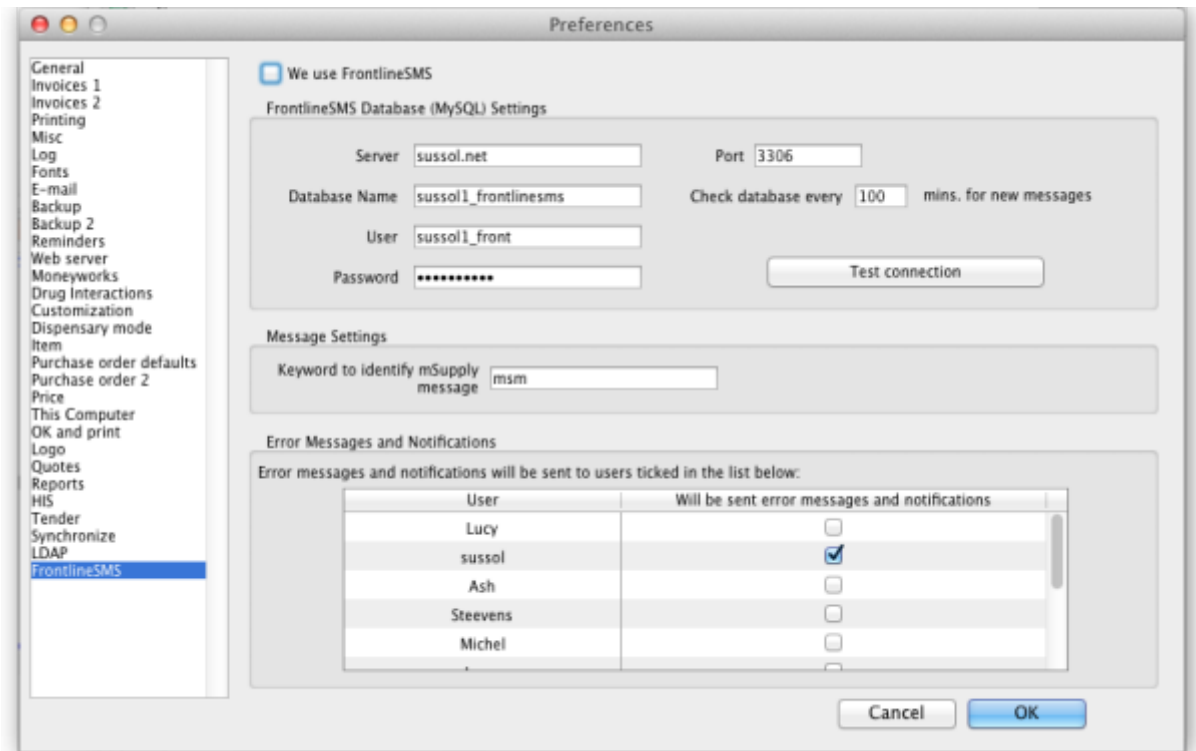 Preferences
General
Invoices 1
Invoices 2
Printing
Misc
Log
Fonts
E-mail
Backup
Backup 2
Reminders
Web server
Moneyworks
Drug Interactions
Customization
Dispensary mode
Item
Purchase order defaults
Purchase order 2
Price
This Computer
OK and print
Logo
Quotes
Reports
HIS
Tender
Synchronize
LDAP
FrontlineSMS
We use FrontlineSMS
FrontlineSMS Database (MySQL) Settings
Server sussol.net Port 3306
Database Name sussol1_frontlinesms Check database every 100 mins. for new messages
User sussol1_front
Password •••••••••• Test connection
Message Settings
Keyword to identify mSupply
message msm
Error Messages and Notifications
Error messages and notifications will be sent to users ticked in the list below:
User Will be sent error messages and notifications
Lucy
sussol
Ash
Steevens
Michel
Cancel OK